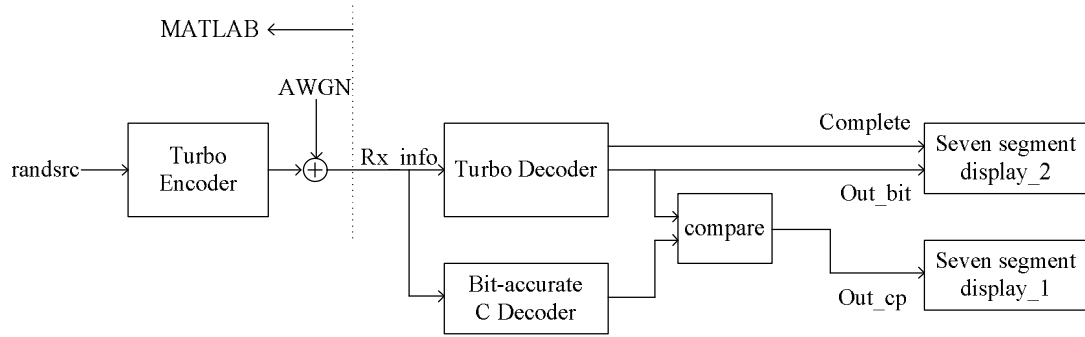 MATLAB
AWGN
randsrc
Turbo
Encoder
Rx_info
Turbo Decoder
Complete
Seven segment
display_2
Out_bit
compare
Bit-accurate
C Decoder
Out_cp
Seven segment
display_1